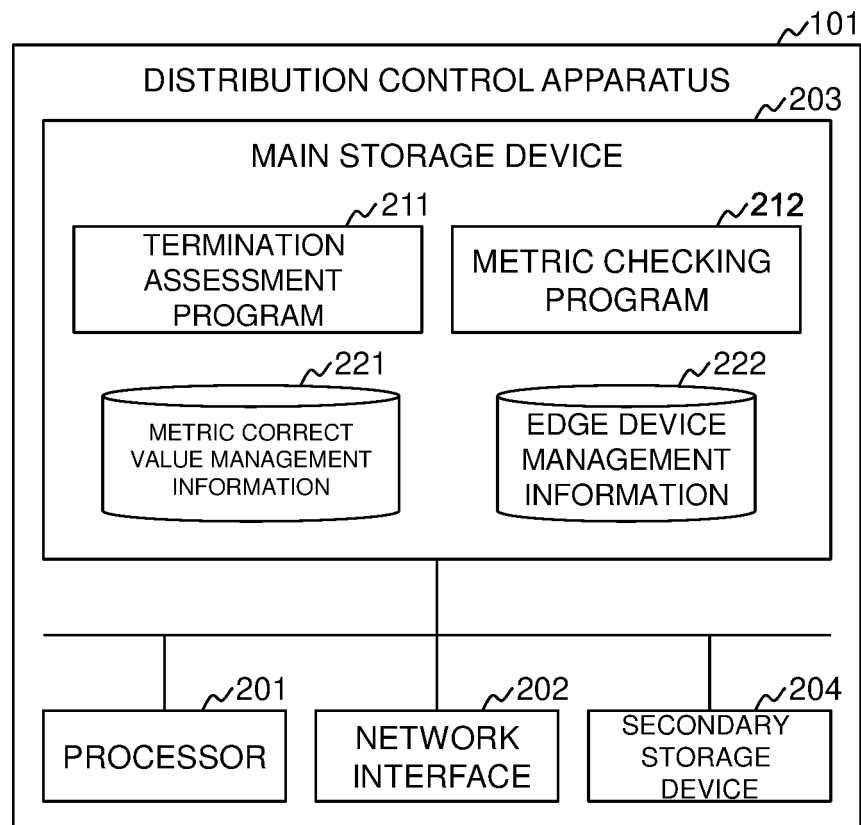 101
DISTRIBUTION CONTROL APPARATUS
203
MAIN STORAGE DEVICE
211
TERMINATION
ASSESSMENT
PROGRAM
212
METRIC CHECKING
PROGRAM
221
METRIC CORRECT
VALUE MANAGEMENT
INFORMATION
222
EDGE DEVICE
MANAGEMENT
INFORMATION
201
PROCESSOR
202
NETWORK
INTERFACE
204
SECONDARY
STORAGE
DEVICE